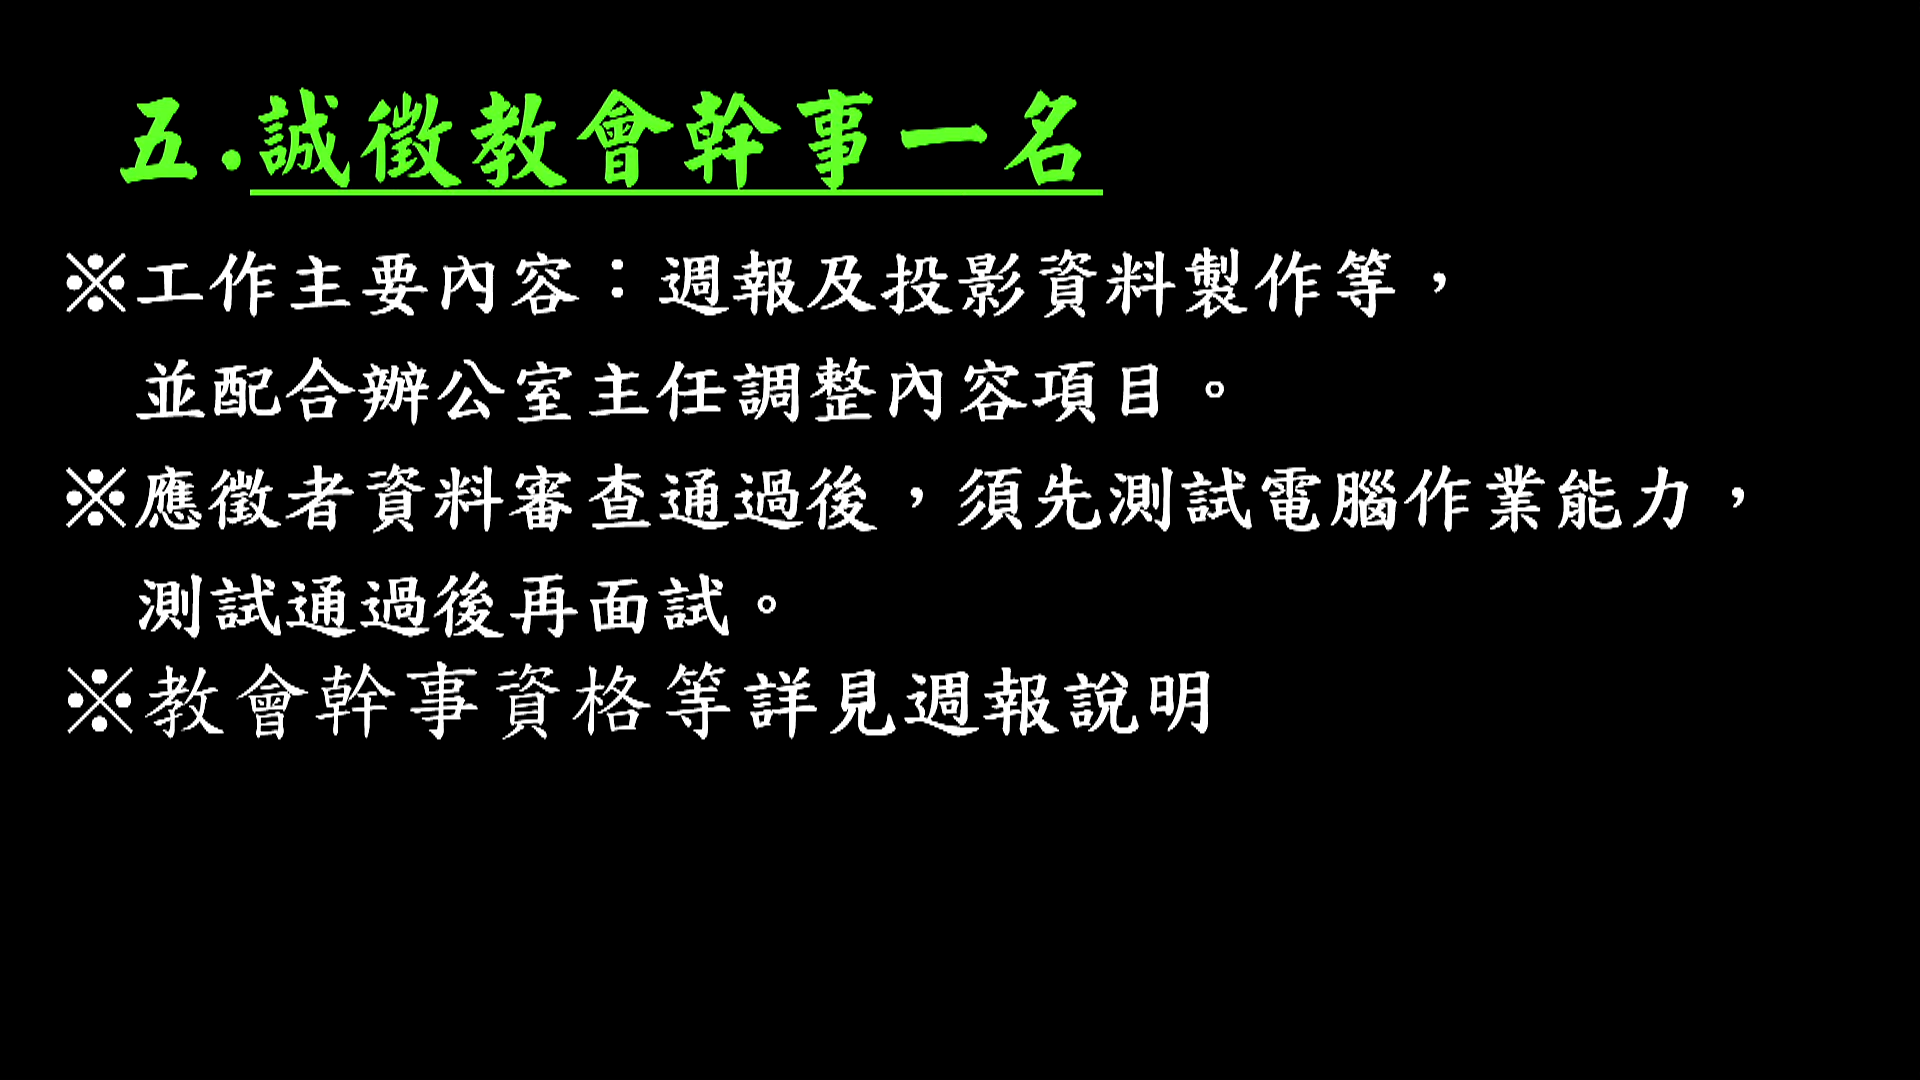 五.誠徵教會幹事一名
※工作主要內容：週報及投影資料製作等，
並配合辦公室主任調整內容項目。
※應徵者資料審查通過後，須先測試電腦作業能力，
測試通過後再面試。
※教會幹事資格等詳見週報說明